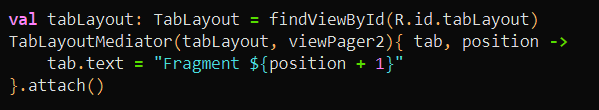 val tabLayout: TabLayout = findViewById(R.id.tabLayout)
TabLayoutMediator(tabLayout, viewPager2){ tab, position ->
    tab.text = "Fragment ${position + 1}"
}.attach()